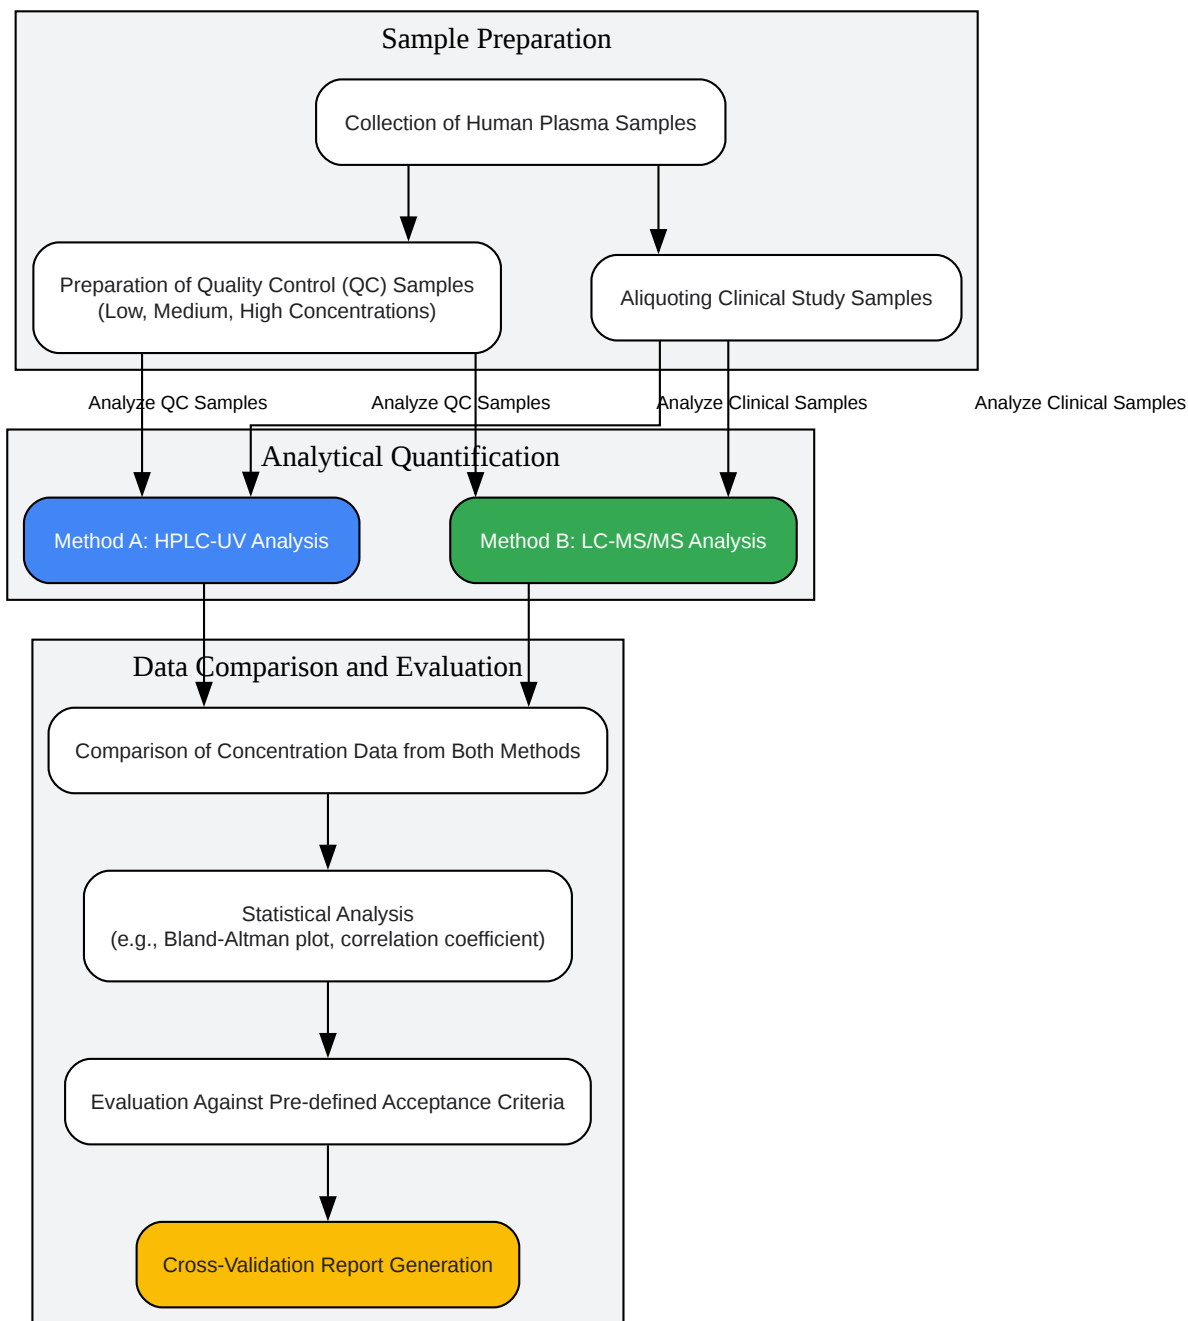 Sample Preparation
Collection of Human Plasma Samples
Preparation of Quality Control (QC) Samples
(Low, Medium, High Concentrations)
Aliquoting Clinical Study Samples
Analyze QC Samples
Analyze QC Samples
Analyze Clinical Samples
Analyze Clinical Samples
Analytical Quantification
Method A: HPLC-UV Analysis
Method B: LC-MS/MS Analysis
Data Comparison and Evaluation
Comparison of Concentration Data from Both Methods
Statistical Analysis
(e.g., Bland-Altman plot, correlation coefficient)
Evaluation Against Pre-defined Acceptance Criteria
Cross-Validation Report Generation